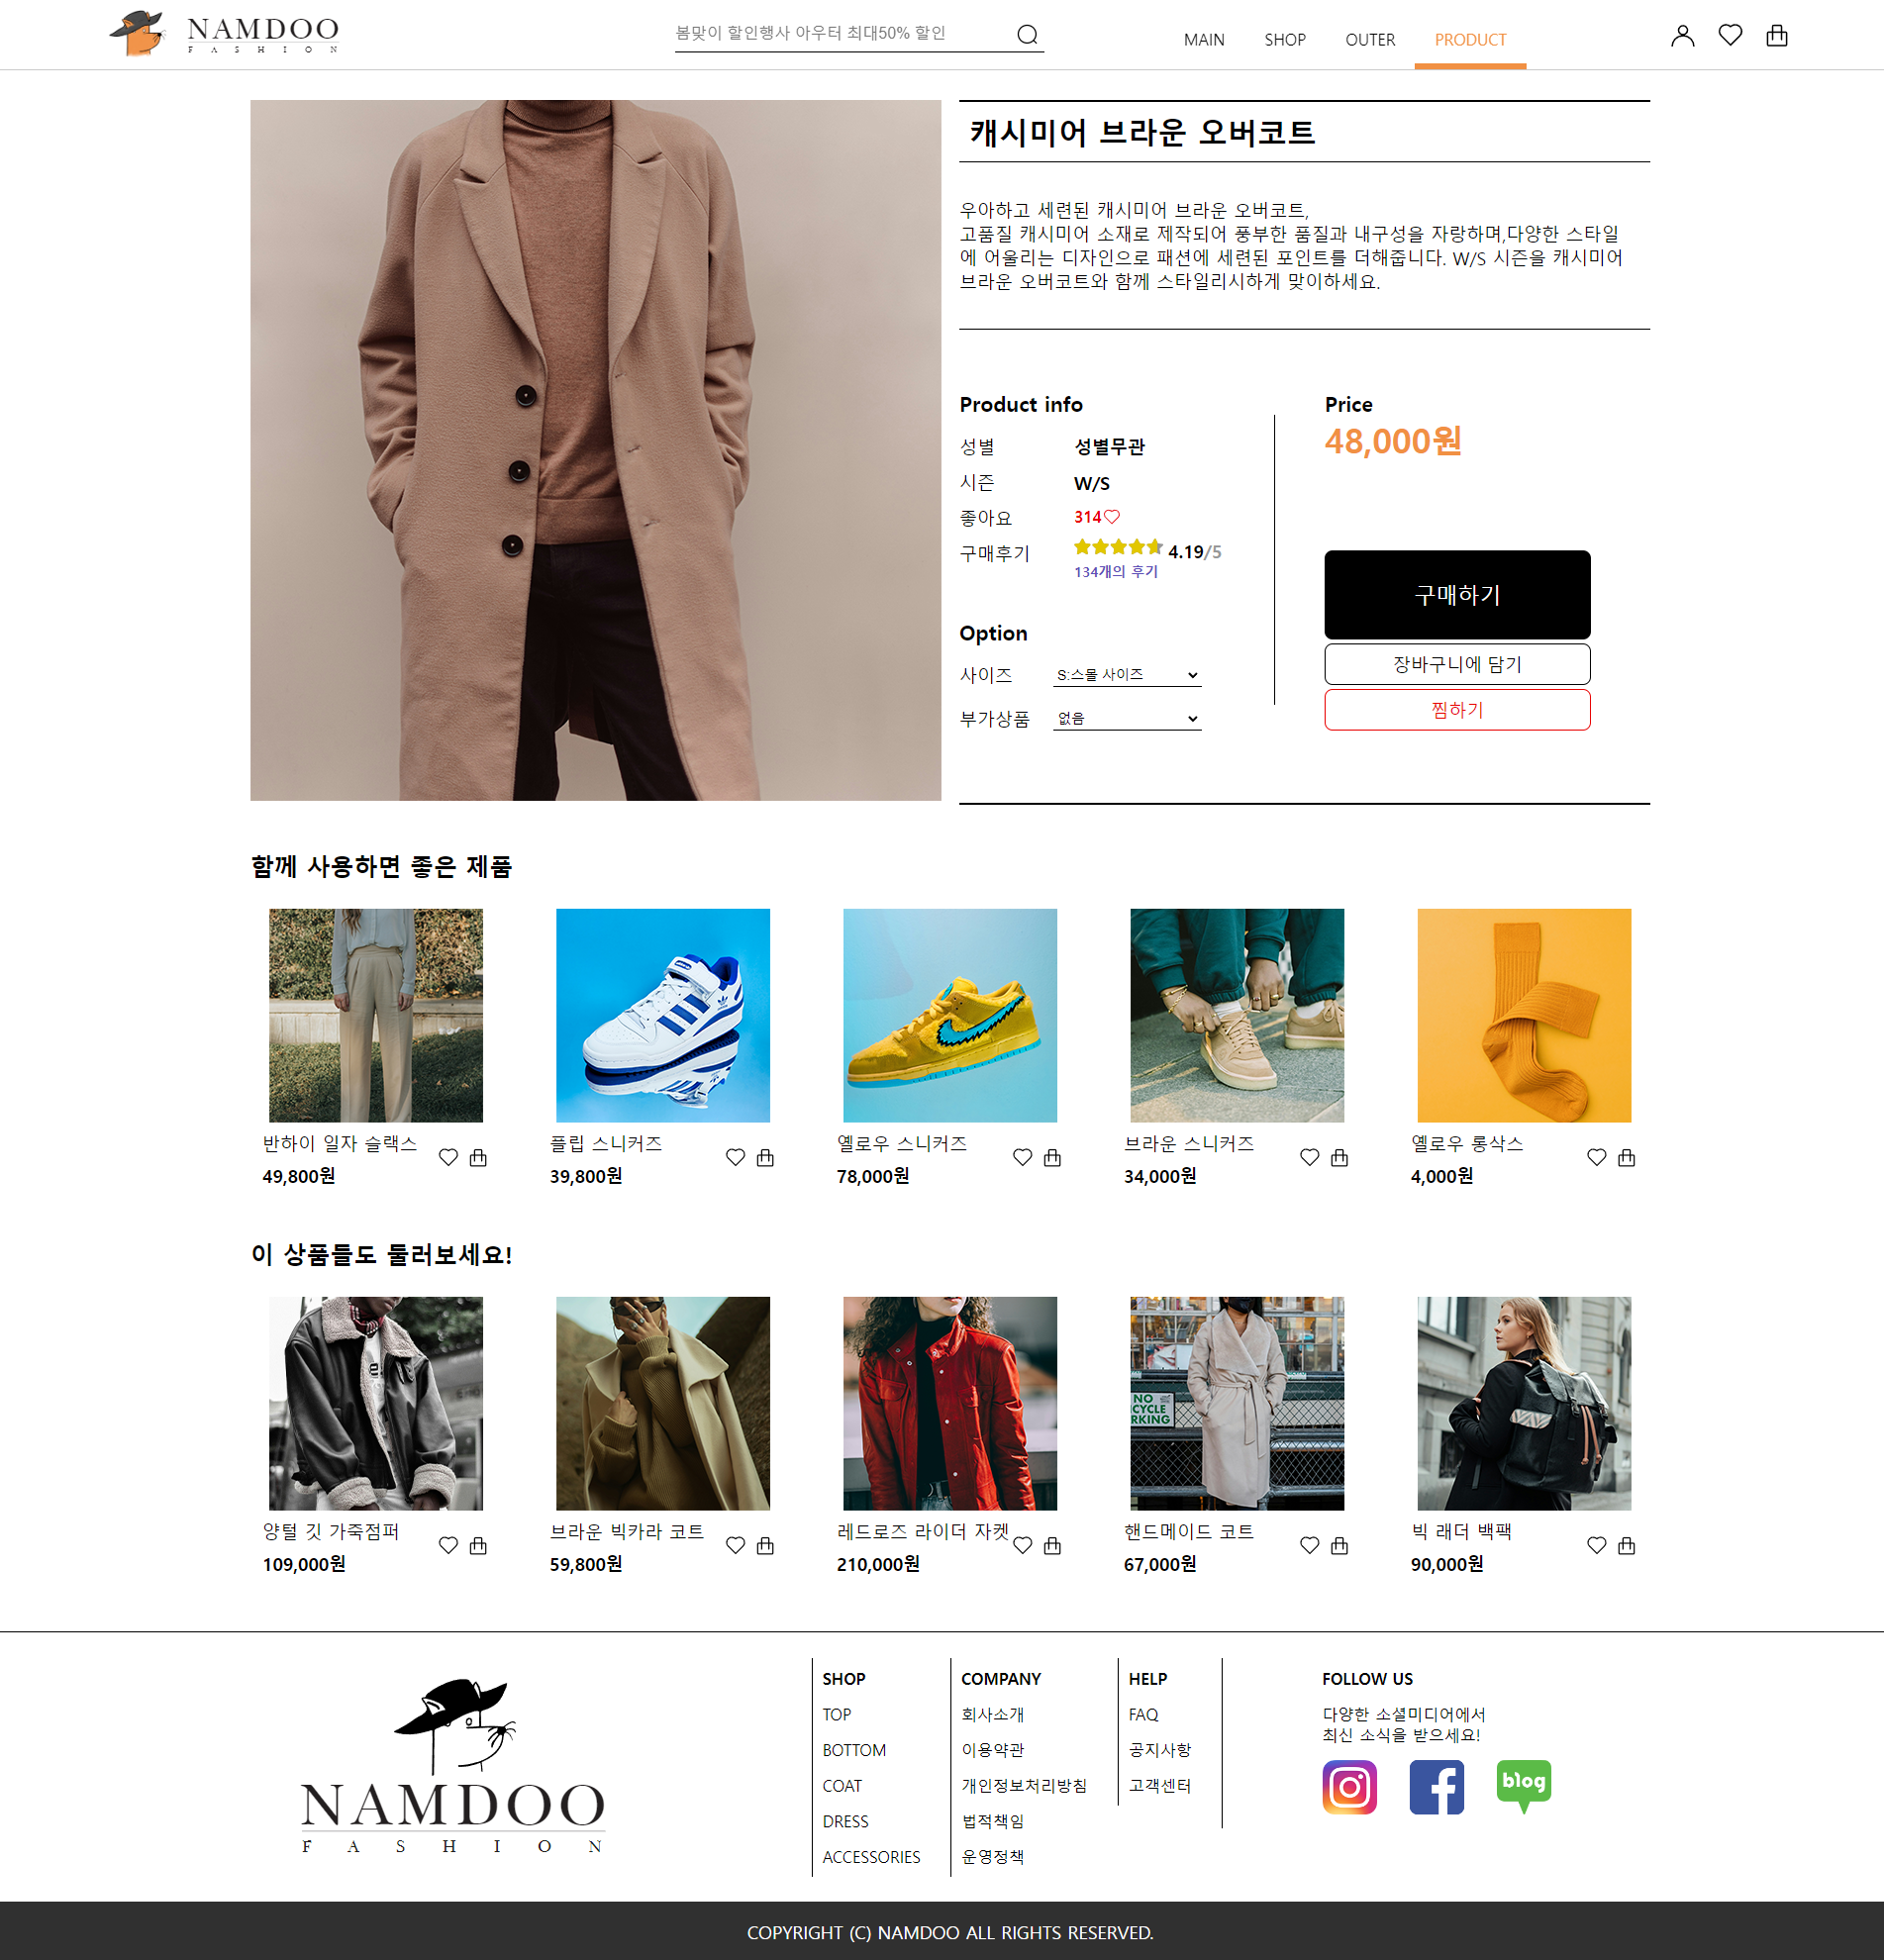 NAMDOO
FASHION
봄맞이 할인행사 아우터 최대50% 할인
MAIN
SHOP
OUTER
PRODUCT
캐시미어 브라운 오버코트
우아하고 세련된 캐시미어 브라운 오버코트,
고품질 캐시미어 소재로 제작되어 풍부한 품질과 내구성을 자랑하며,다양한 스타일
에 어울리는 디자인으로 패션에 세련된 포인트를 더해줍니다. W/S 시즌을 캐시미어
브라운 오버코트와 함께 스타일리시하게 맞이하세요.
Product info
성별 성별무관
시즌 W/S
좋아요 314
구매후기 4.19/5
134개의 후기
Option
사이즈 S:스몰 사이즈
부가상품 없음
Price
48,000원
구매하기
장바구니에 담기
찜하기
함께 사용하면 좋은 제품
반하이 일자 슬랙스
49,800원
플립 스니커즈
39,800원
옐로우 스니커즈
78,000원
브라운 스니커즈
34,000원
옐로우 롱삭스
4,000원
이 상품들도 둘러보세요!
NO
CYCLE
RKING
양털 깃 가죽점퍼
109,000원
브라운 빅카라 코트
59,800원
레드로즈 라이더 자켓
210,000원
핸드메이드 코트
67,000원
빅 래더 백팩
90,000원
NAMDOO
FASHION
SHOP
TOP
BOTTOM
COAT
DRESS
ACCESSORIES
COMPANY
회사소개
이용약관
개인정보처리방침
법적책임
운영정책
HELP
FAQ
공지사항
고객센터
FOLLOW US
다양한 소셜미디어에서
최신 소식을 받으세요!
blog
COPYRIGHT (C) NAMDOO ALL RIGHTS RESERVED.